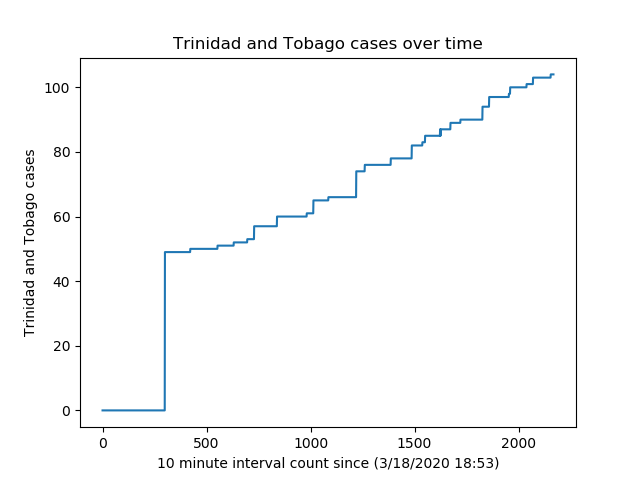 Trinidad and Tobago cases over time
100
80
60
40
20
0
Trinidad and Tobago cases
0 500 1000 1500 2000
10 minute interval count since (3/18/2020 18:53)